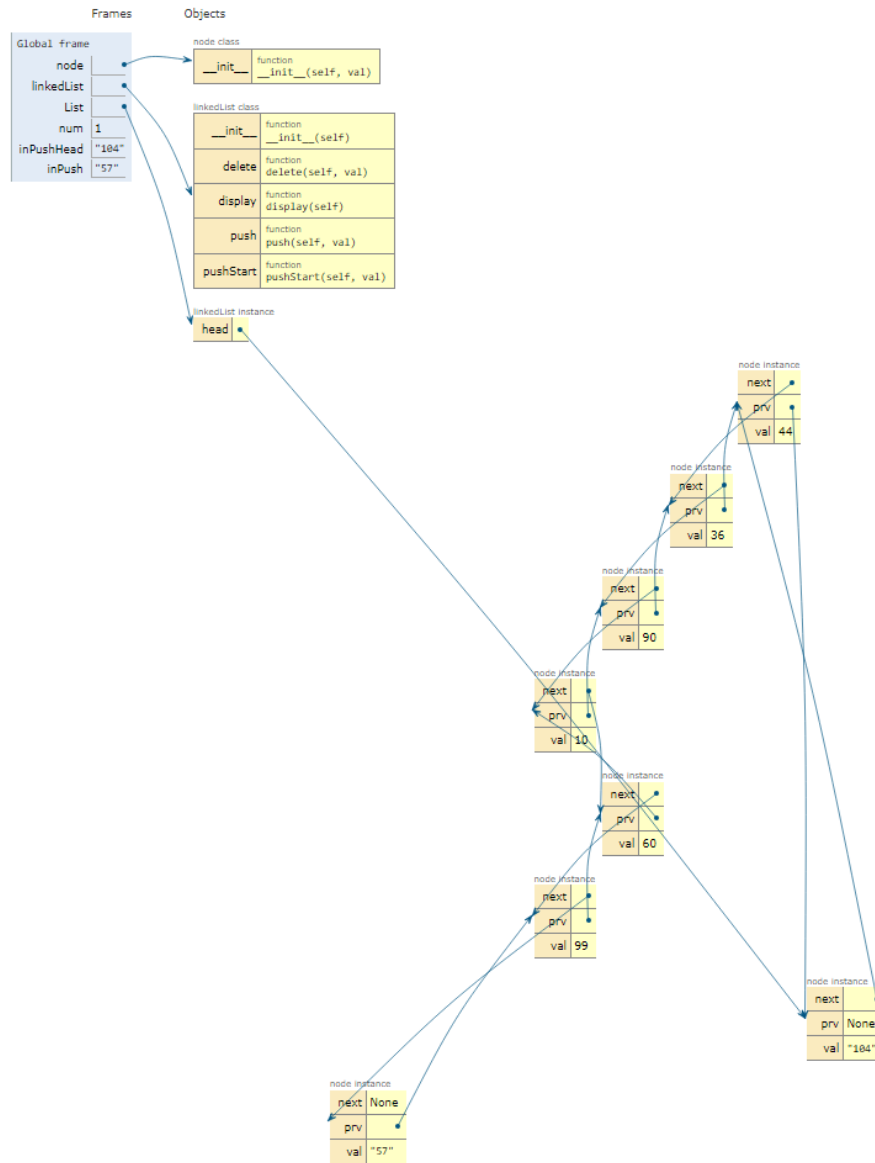 Frames Objects
Global frame
node
linkedList
List
num 1
inPushHead "104"
inPush "57"
node class
__init__ function
__init__(self, val)
linkedList class
__init__ function
__init__(self)
delete function
delete(self, val)
display function
display(self)
push function
push(self, val)
pushStart function
pushStart(self, val)
linkedList instance
head
node instance
next
prv
val 44
node instance
next
prv
val 36
node instance
next
prv
val 90
node instance
next
prv
val 10
node instance
next
prv
val 60
node instance
next
prv
val 99
node instance
next
prv None
val "104"
node instance
next None
prv
val "57"